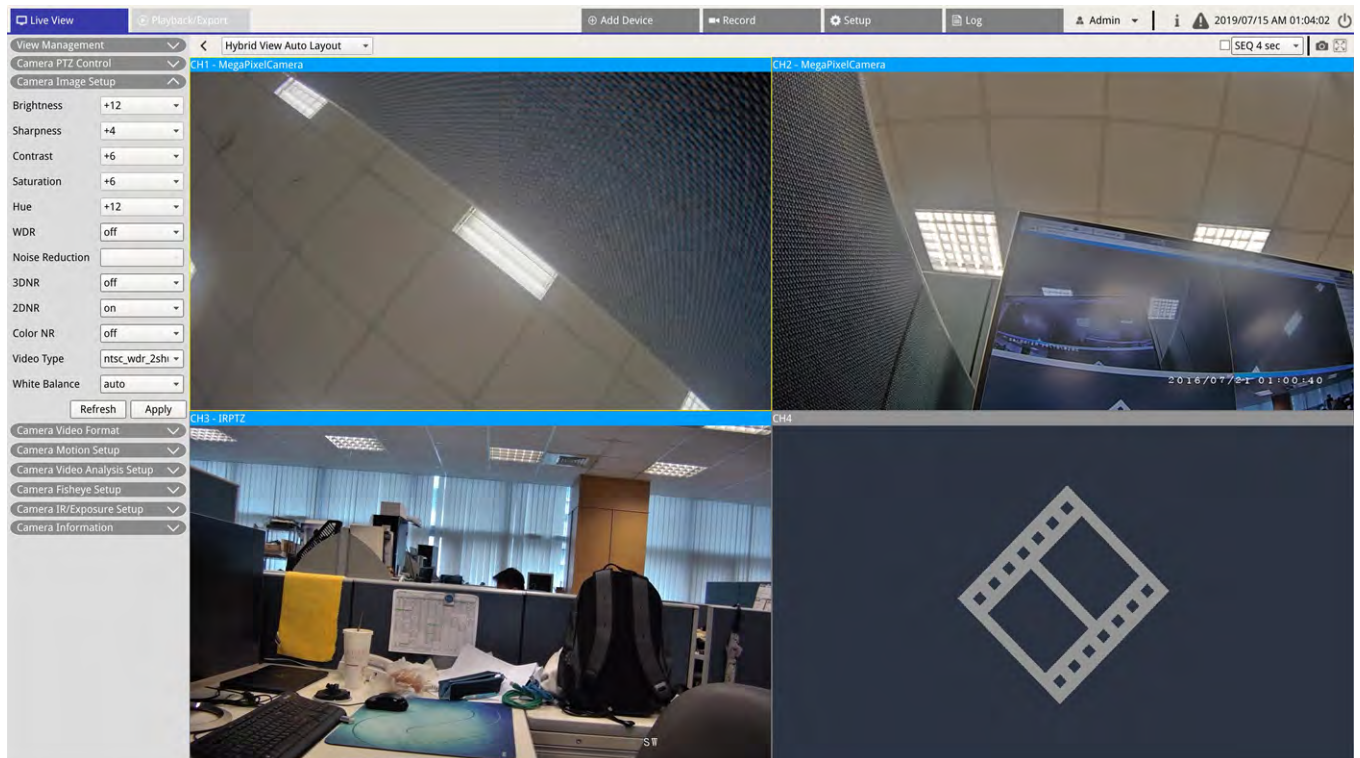 Live View
Playback/Export
Add Device
Record
Setup
Log
Admin
i
2019/07/15 AM 01:04:02
View Management
Hybrid View Auto Layout
SEQ 4 sec
Camera PTZ Control
CH1 - MegaPixelCamera
CH2 - MegaPixelCamera
Camera Image Setup
Brightness +12
Sharpness +4
Contrast +6
Saturation +6
Hue +12
WDR off
Noise Reduction
3DNR off
2DNR on
Color NR off
Video Type ntsc_wdr_2shu
White Balance auto
2016/07/21 01:00:40
Refresh Apply
CH3 - IRPTZ
CH4
Camera Video Format
Camera Motion Setup
Camera Video Analysis Setup
Camera Fisheye Setup
Camera IR/Exposure Setup
Camera Information
SW